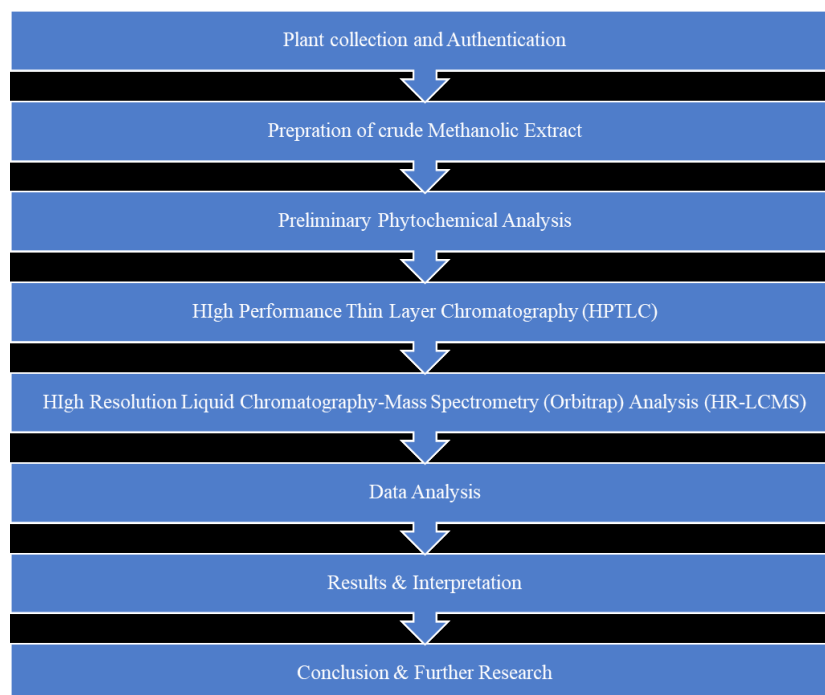 Plant collection and Authentication
Prepration of crude Methanolic Extract
Preliminary Phytochemical Analysis
HIgh Performance Thin Layer Chromatography (HPTLC)
HIgh Resolution Liquid Chromatography-Mass Spectrometry (Orbitrap) Analysis (HR-LCMS)
Data Analysis
Results & Interpretation
Conclusion & Further Research